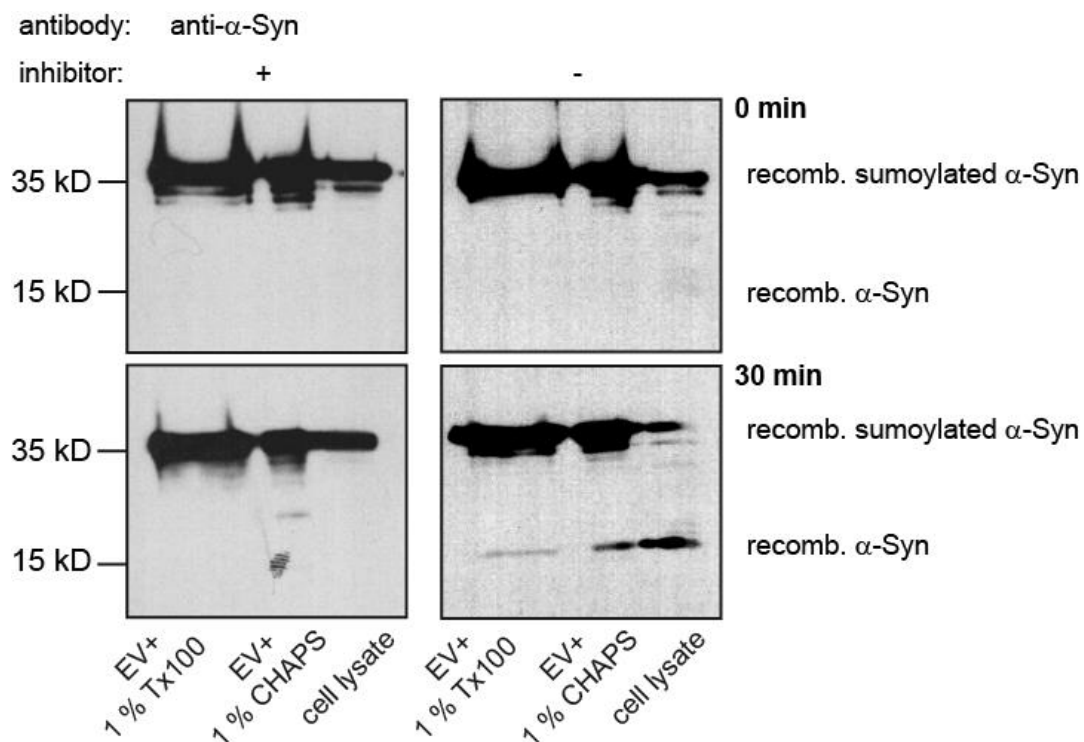 antibody: anti-α-Syn
inhibitor: + -
0 min
35 kD recomb. sumoylated α-Syn
15 kD recomb. α-Syn
30 min
35 kD recomb. sumoylated α-Syn
15 kD recomb. α-Syn
EV+
1 % Tx100
EV+
1 % CHAPS
cell lysate
EV+
1 % Tx100
EV+
1 % CHAPS
cell lysate